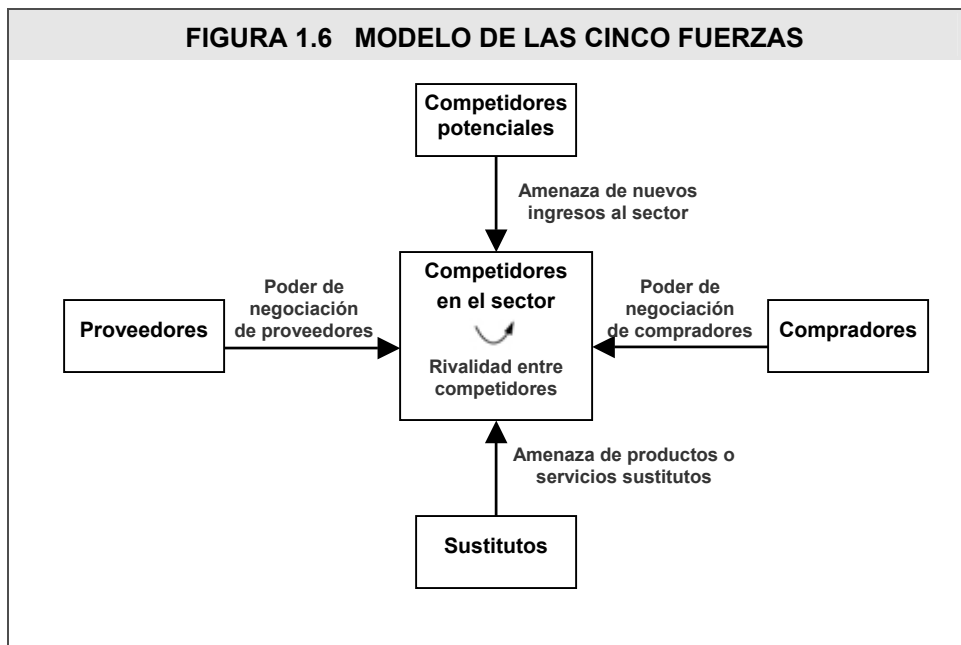 FIGURA 1.6 MODELO DE LAS CINCO FUERZAS
Competidores
potenciales
Amenaza de nuevos
ingresos al sector
Proveedores
Poder de
negociación
de proveedores
Competidores
en el sector
Rivalidad entre
competidores
Poder de
negociación
de compradores
Compradores
Amenaza de productos o
servicios sustitutos
Sustitutos